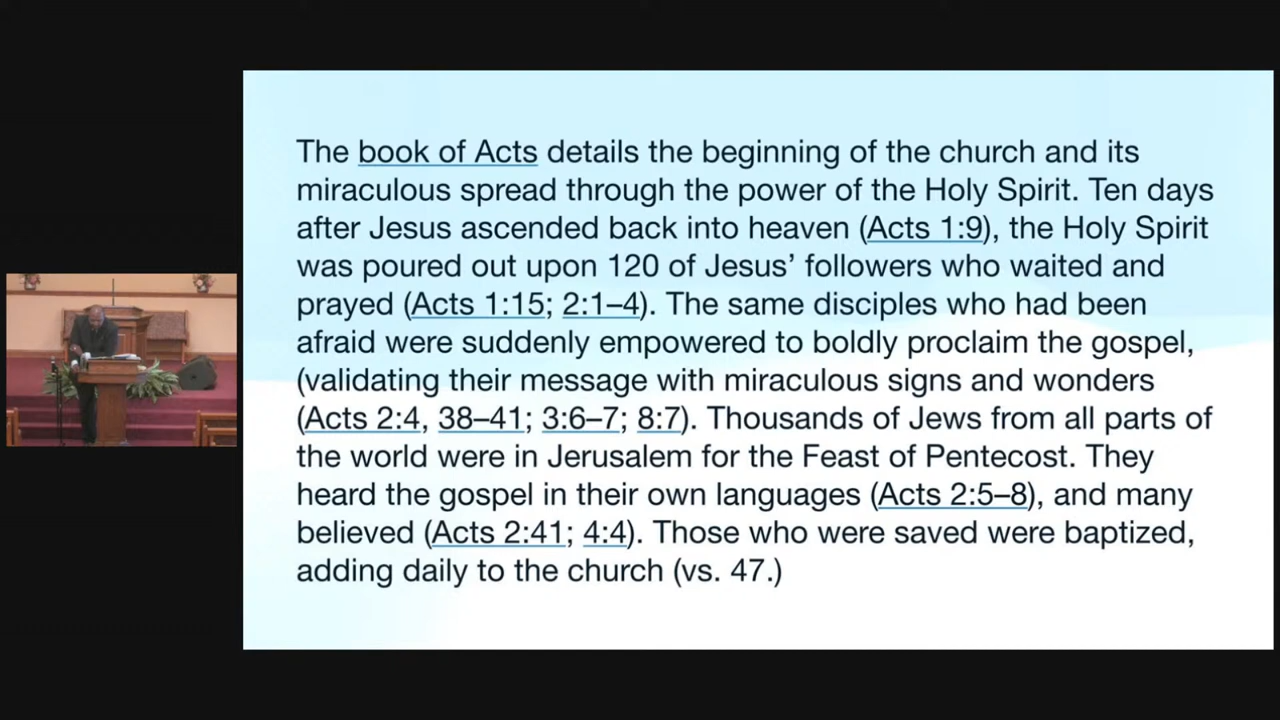 The book of Acts details the beginning of the church and its
miraculous spread through the power of the Holy Spirit. Ten days
after Jesus ascended back into heaven (Acts 1:9), the Holy Spirit
was poured out upon 120 of Jesus’ followers who waited and
prayed (Acts 1:15; 2:1–4). The same disciples who had been
afraid were suddenly empowered to boldly proclaim the gospel,
(validating their message with miraculous signs and wonders
(Acts 2:4, 38–41; 3:6–7; 8:7). Thousands of Jews from all parts of
the world were in Jerusalem for the Feast of Pentecost. They
heard the gospel in their own languages (Acts 2:5–8), and many
believed (Acts 2:41; 4:4). Those who were saved were baptized,
adding daily to the church (vs. 47.)